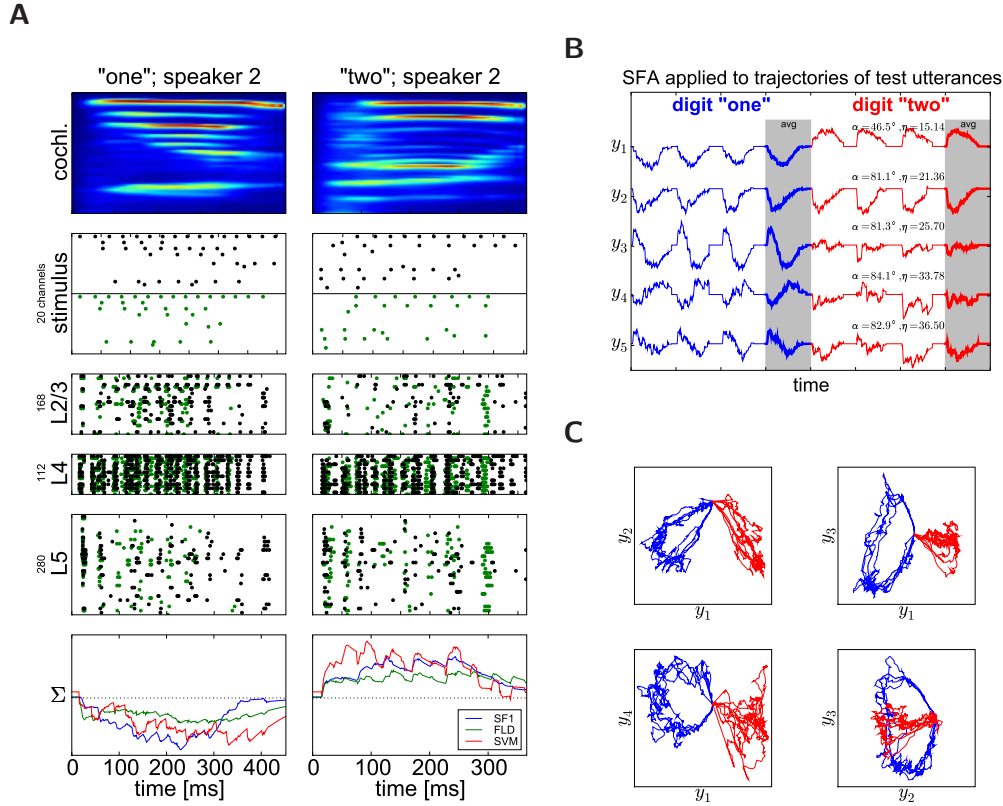 A
"one"; speaker 2
"two"; speaker 2
cochl.
20 channels
stimulus
168
L2/3
112
L4
280
L5
Σ
SF1
FLD
SVM
0 100 200 300 400
0 100 200 300
time [ms]
time [ms]
B
SFA applied to trajectories of test utterances
digit "one"
digit "two"
avg
avg
y1
α=46.5°,η=15.14
y2
α=81.1°,η=21.36
y3
α=81.3°,η=25.70
y4
α=84.1°,η=33.78
y5
α=82.9°,η=36.50
time
C
y2
y1
y3
y1
y4
y1
y3
y2